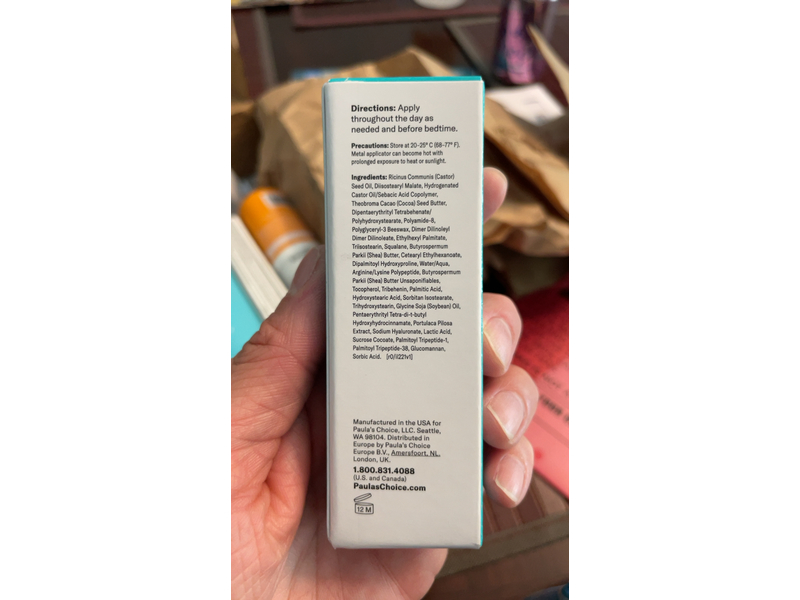 Directions: Apply
throughout the day as
needed and before bedtime.
Precautions: Store at 20-25° C (68-77° F).
Metal applicator can become hot with
prolonged exposure to heat or sunlight.
Ingredients: Ricinus Communis (Castor)
Seed Oil, Diisostearyl Malate, Hydrogenated
Castor Oil/Sebacic Acid Copolymer,
Theobroma Cacao (Cocoa) Seed Butter,
Dipentaerythrityl Tetrabehenate/
Polyhydroxystearate, Polyamide-8,
Polyglyceryl-3 Beeswax, Dimer Dilinoleyl
Dimer Dilinoleate, Ethylhexyl Palmitate,
Triisostearin, Squalane, Butyrospermum
Parkii (Shea) Butter, Cetearyl Ethylhexanoate,
Dipalmitoyl Hydroxyproline, Water/Aqua,
Arginine/Lysine Polypeptide, Butyrospermum
Parkii (Shea) Butter Unsaponifiables,
Tocopherol, Tribehenin, Palmitic Acid,
Hydroxystearic Acid, Sorbitan Isostearate,
Trihydroxystearin, Glycine Soja (Soybean) Oil,
Pentaerythrityl Tetra-di-t-butyl
Hydroxyhydrocinnamate, Portulaca Pilosa
Extract, Sodium Hyaluronate, Lactic Acid,
Sucrose Cocoate, Palmitoyl Tripeptide-1,
Palmitoyl Tripeptide-38, Glucomannan,
Sorbic Acid. [r0/il221v1]
Manufactured in the USA for
Paula's Choice, LLC. Seattle,
WA 98104. Distributed in
Europe by Paula's Choice
Europe B.V., Amersfoort, NL.
London, UK.
1.800.831.4088
(U.S. and Canada)
PaulasChoice.com
12 M